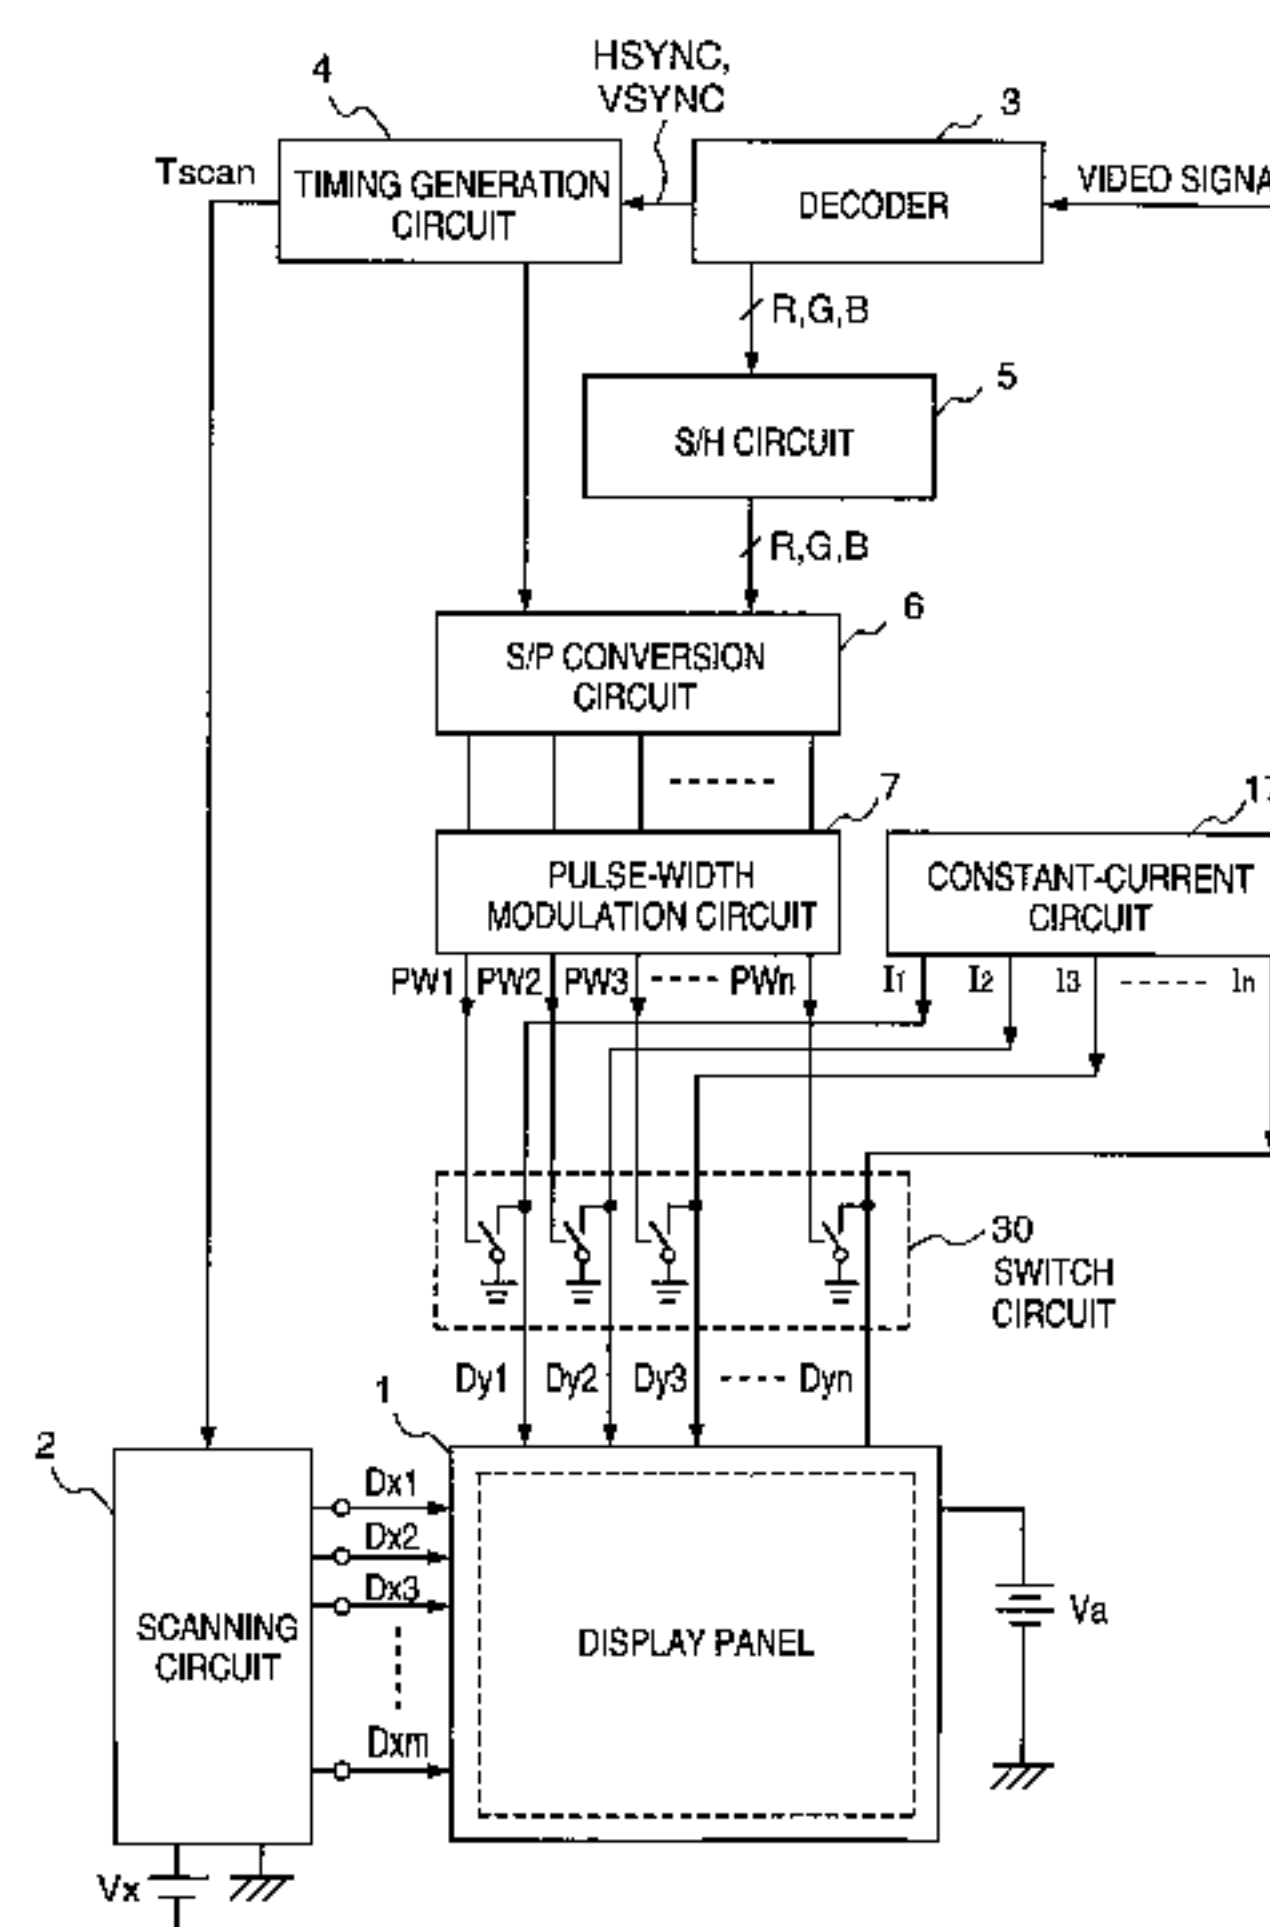 HSYNC,
VSYNC
4
3
Tscan
TIMING GENERATION
CIRCUIT
DECODER
VIDEO SIGNA
R,G,B
5
S/H CIRCUIT
R,G,B
6
S/P CONVERSION
CIRCUIT
7
17
PULSE-WIDTH
MODULATION CIRCUIT
CONSTANT-CURRENT
CIRCUIT
PW1 PW2 PW3 ---- PWn
I1 I2 I3 ----- In
30
SWITCH
CIRCUIT
Dy1 Dy2 Dy3 ---- Dyn
1
2
Dx1
Dx2
Dx3
Dxm
SCANNING
CIRCUIT
DISPLAY PANEL
Va
Vx